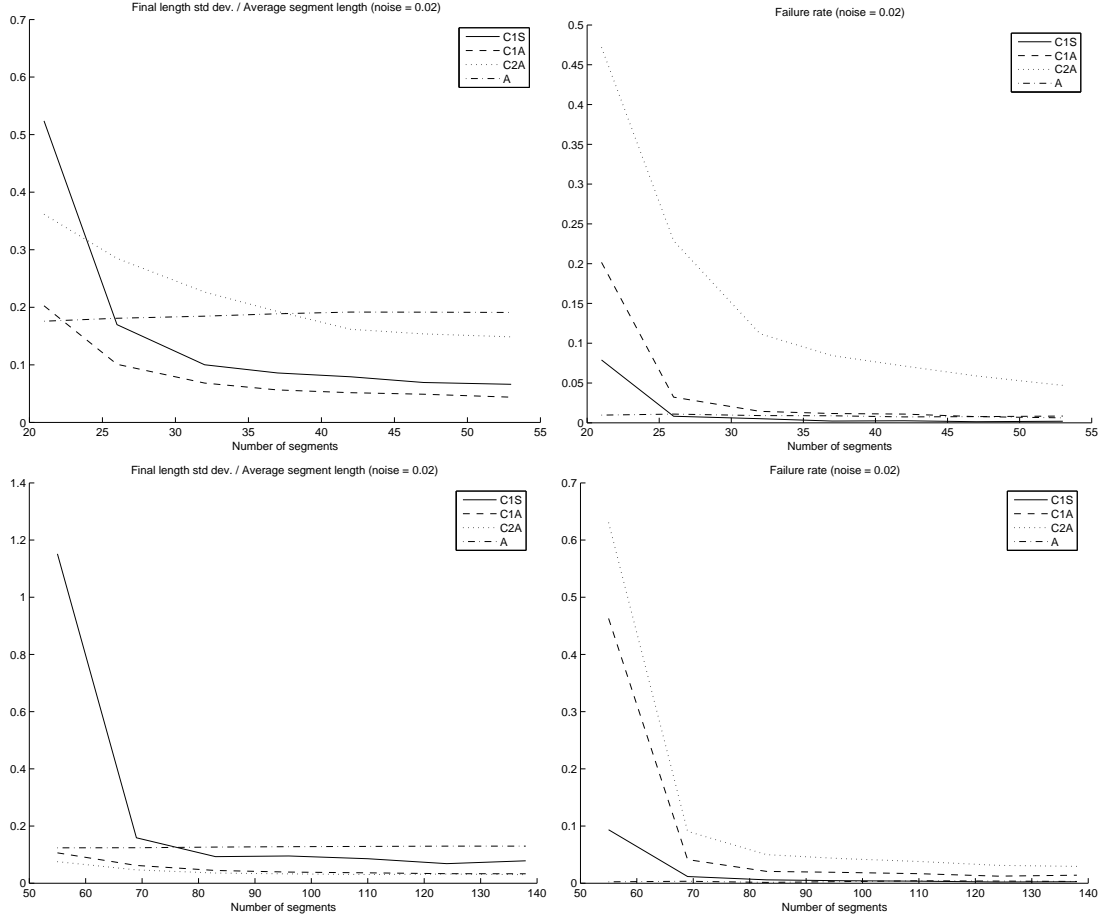 Final length std dev. / Average segment length (noise = 0.02)
0.7
0.6
0.5
0.4
0.3
0.2
0.1
0
20 25 30 35 40 45 50 55
Number of segments
C1S
C1A
C2A
A
Failure rate (noise = 0.02)
0.5
0.45
0.4
0.35
0.3
0.25
0.2
0.15
0.1
0.05
0
20 25 30 35 40 45 50 55
Number of segments
C1S
C1A
C2A
A
Final length std dev. / Average segment length (noise = 0.02)
1.4
1.2
1
0.8
0.6
0.4
0.2
0
50 60 70 80 90 100 110 120 130 140
Number of segments
C1S
C1A
C2A
A
Failure rate (noise = 0.02)
0.7
0.6
0.5
0.4
0.3
0.2
0.1
0
50 60 70 80 90 100 110 120 130 140
Number of segments
C1S
C1A
C2A
A